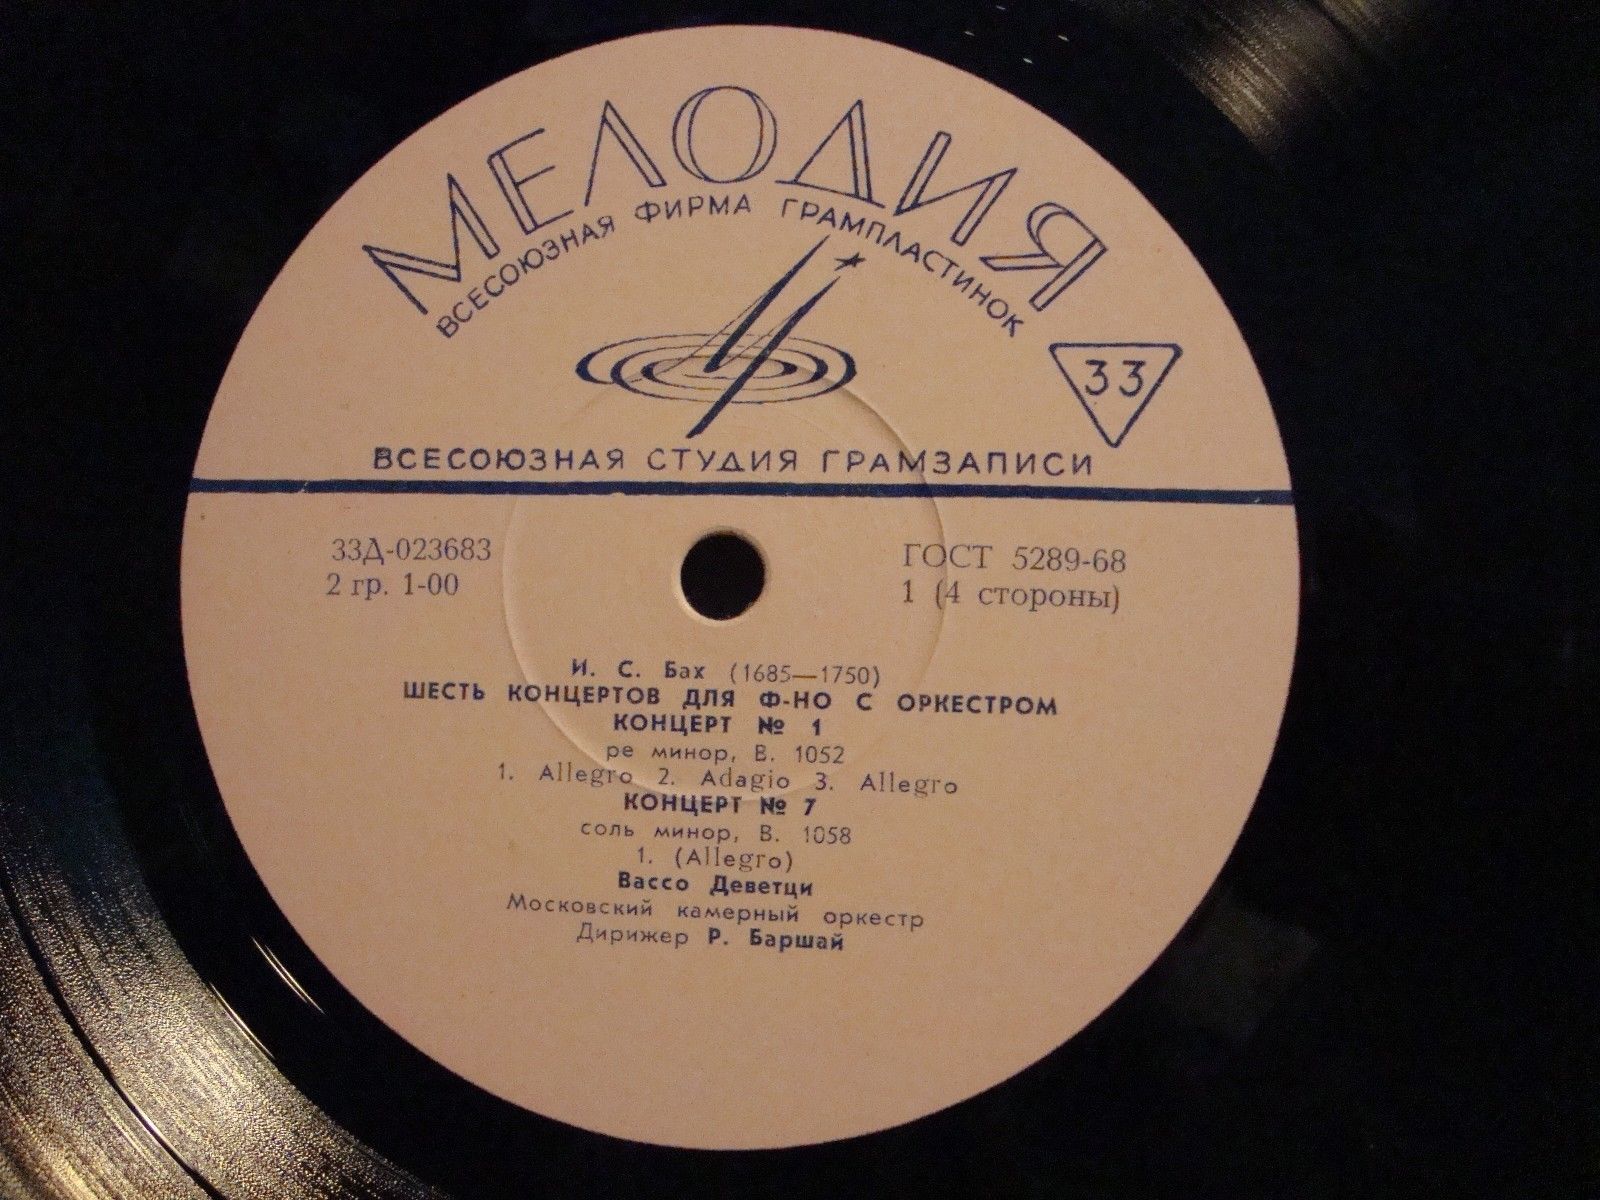 МЕЛОДИЯ
ВСЕСОЮЗНАЯ ФИРМА ГРАМПЛАСТИНОК
33
ВСЕСОЮЗНАЯ СТУДИЯ ГРАМЗАПИСИ
33Д-023683
2 гр. 1-00
ГОСТ 5289-68
1 (4 стороны)
И. С. Бах (1685—1750)
ШЕСТЬ КОНЦЕРТОВ ДЛЯ Ф-НО С ОРКЕСТРОМ
КОНЦЕРТ № 1
ре минор, В. 1052
1. Allegro 2. Adagio 3. Allegro
КОНЦЕРТ № 7
соль минор, В. 1058
1. (Allegro)
Вассо Деветци
Московский камерный оркестр
Дирижер Р. Баршай